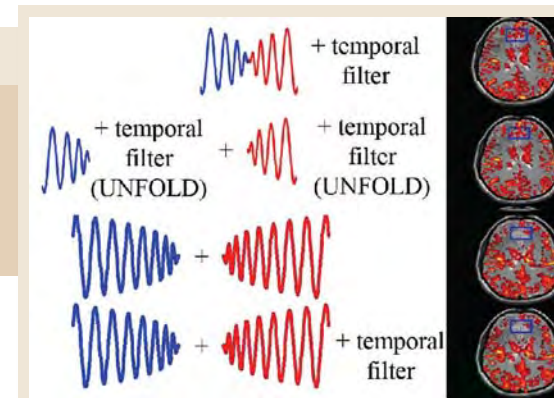 + temporal
filter
+ temporal + + temporal
filter filter
(UNFOLD) (UNFOLD)
+
+ + temporal
filter